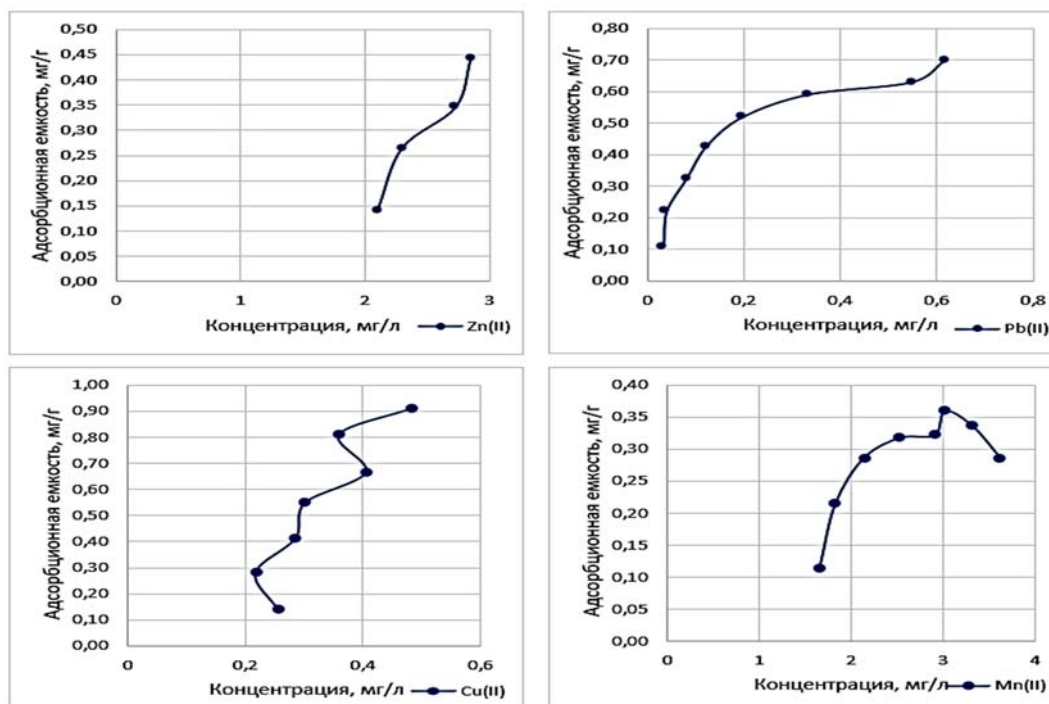 Адсорбционная емкость, мг/г
0,50
0,45
0,40
0,35
0,30
0,25
0,20
0,15
0,10
0,05
0,00
0 1 2 3
Концентрация, мг/л
Zn(II)
Адсорбционная емкость, мг/г
0,80
0,70
0,60
0,50
0,40
0,30
0,20
0,10
0,00
0 0,2 0,4 0,6 0,8
Концентрация, мг/л
Pb(II)
Адсорбционная емкость, мг/г
1,00
0,90
0,80
0,70
0,60
0,50
0,40
0,30
0,20
0,10
0,00
0 0,2 0,4 0,6
Концентрация, мг/л
Cu(II)
Адсорбционная емкость, мг/г
0,40
0,35
0,30
0,25
0,20
0,15
0,10
0,05
0,00
0 1 2 3 4
Концентрация, мг/л
Mn(II)